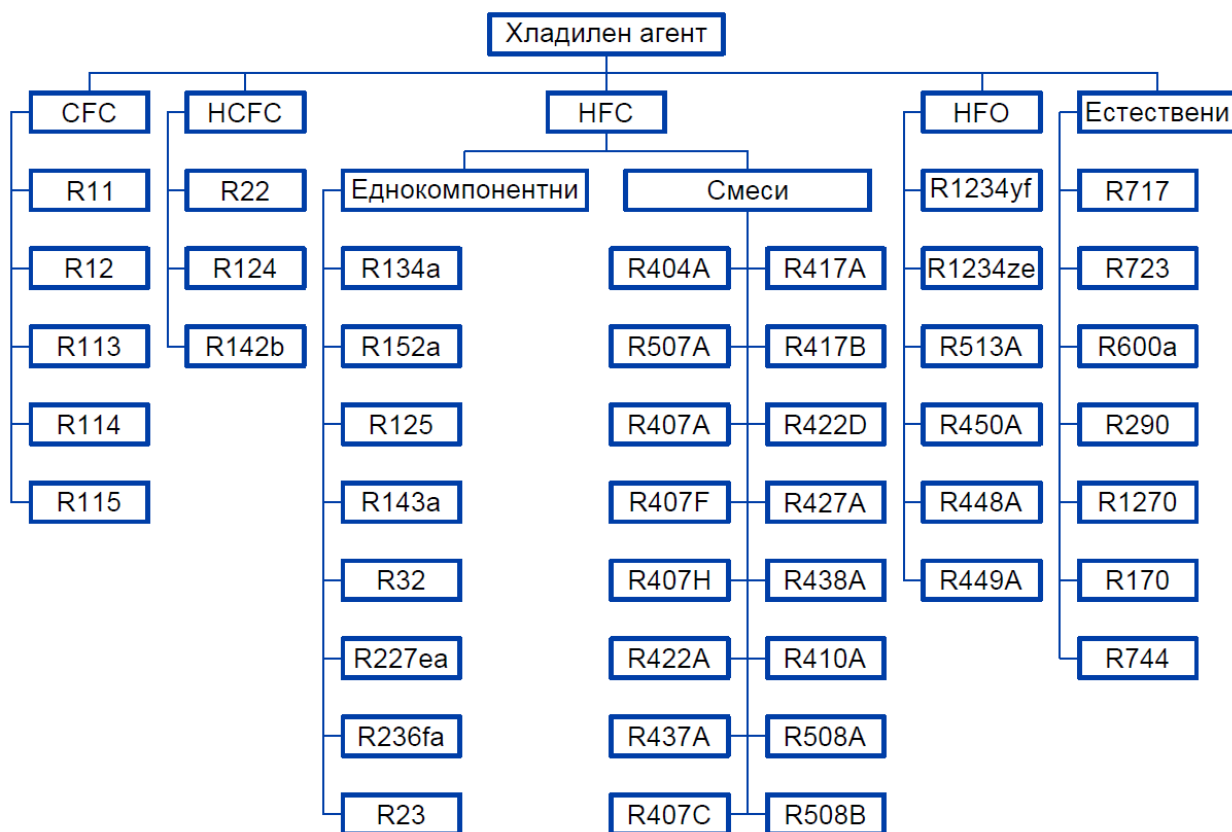 Хладилен агент
CFC
HCFC
HFC
HFO
Естествени
R11
R22
Еднокомпонентни
Смеси
R1234yf
R717
R12
R124
R134a
R404A
R417A
R1234ze
R723
R113
R142b
R152a
R507A
R417B
R513A
R600a
R114
R125
R407A
R422D
R450A
R290
R115
R143a
R407F
R427A
R448A
R1270
R32
R407H
R438A
R449A
R170
R227ea
R422A
R410A
R744
R236fa
R437A
R508A
R23
R407C
R508B